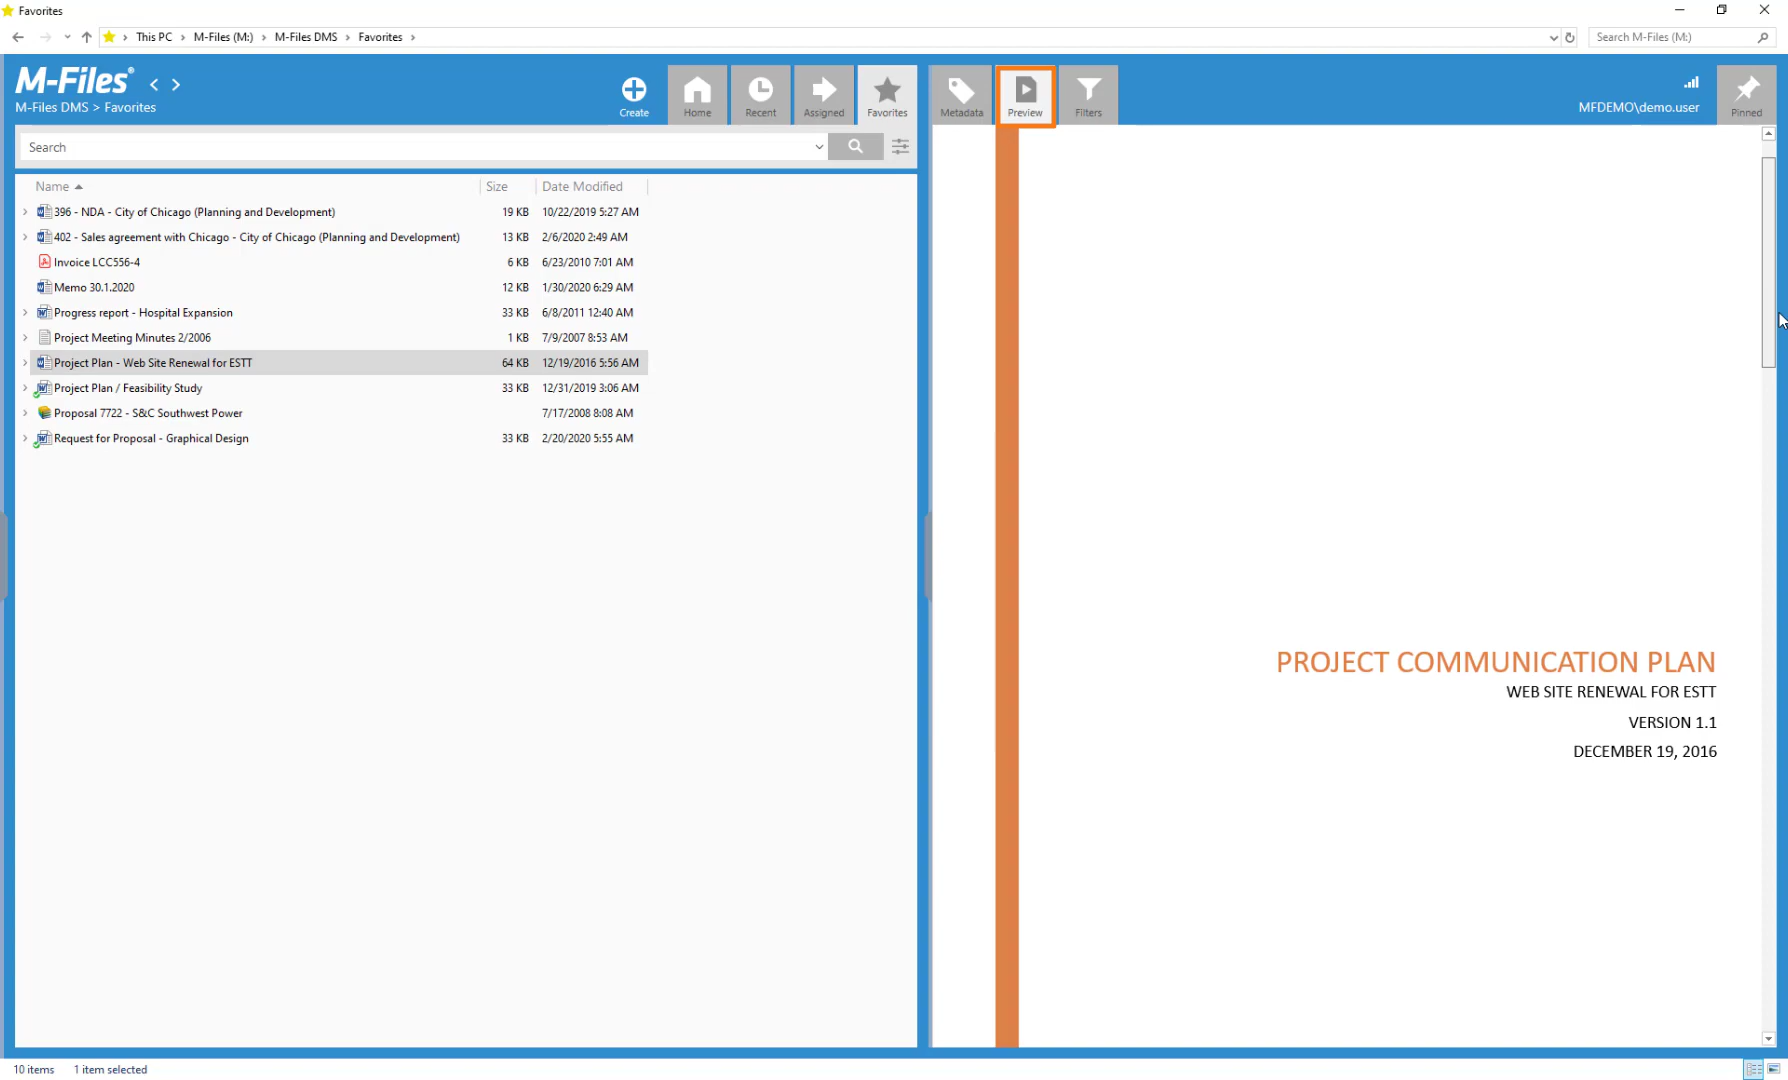 Favorites
This PC > M-Files (M:) > M-Files DMS > Favorites >
Search M-Files (M:)
M-Files®
M-Files DMS > Favorites
Create
Home
Recent
Assigned
Favorites
Metadata
Preview
Filters
MFDEMO\demo.user
Pinned
Search
Name Size Date Modified
396 - NDA - City of Chicago (Planning and Development) 19 KB 10/22/2019 5:27 AM
402 - Sales agreement with Chicago - City of Chicago (Planning and Development) 13 KB 2/6/2020 2:49 AM
Invoice LCC556-4 6 KB 6/23/2010 7:01 AM
Memo 30.1.2020 12 KB 1/30/2020 6:29 AM
Progress report - Hospital Expansion 33 KB 6/8/2011 12:40 AM
Project Meeting Minutes 2/2006 1 KB 7/9/2007 8:53 AM
Project Plan - Web Site Renewal for ESTT 64 KB 12/19/2016 5:56 AM
Project Plan / Feasibility Study 33 KB 12/31/2019 3:06 AM
Proposal 7722 - S&C Southwest Power 7/17/2008 8:08 AM
Request for Proposal - Graphical Design 33 KB 2/20/2020 5:55 AM
PROJECT COMMUNICATION PLAN
WEB SITE RENEWAL FOR ESTT
VERSION 1.1
DECEMBER 19, 2016
10 items 1 item selected